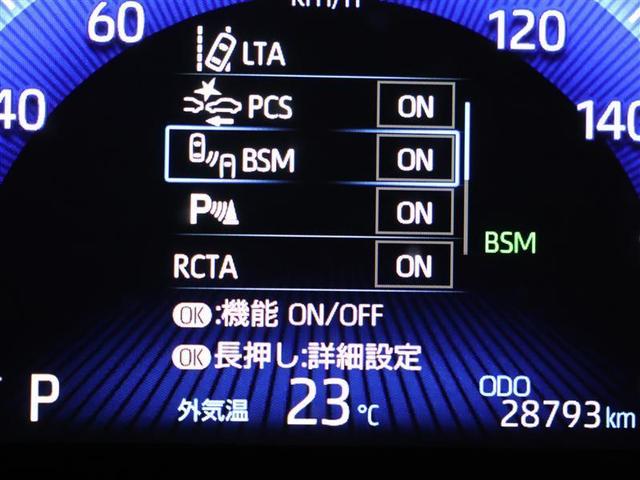 km/h
60
120
LTA
40
PCS ON
140
BSM ON
P ON
BSM
RCTA ON
OK:機能 ON/OFF
OK長押し:詳細設定
P
外気温 23℃
ODO
28793km